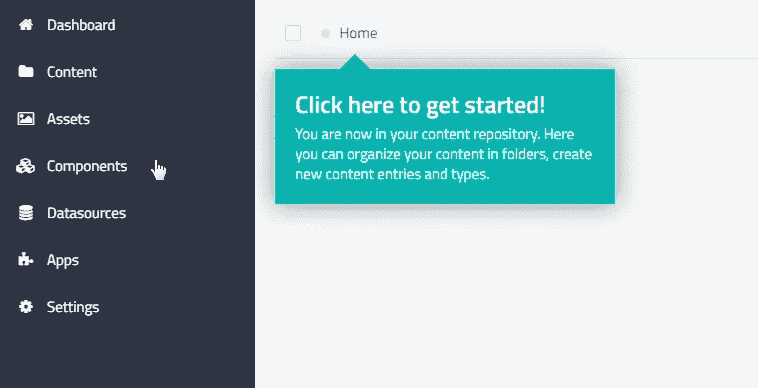 Dashboard
Content
Assets
Components
Datasources
Apps
Settings
Home
Click here to get started!
You are now in your content repository. Here
you can organize your content in folders, create
new content entries and types.